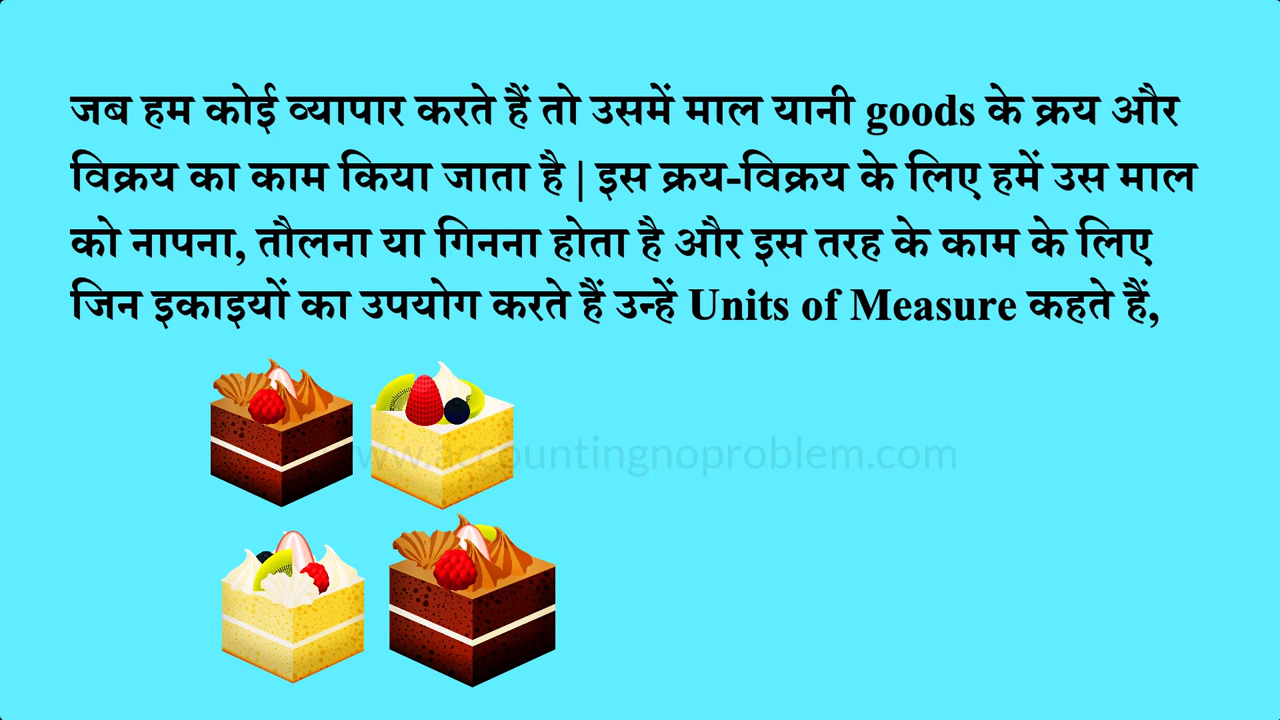 जब हम कोई व्यापार करते हैं तो उसमें माल यानी goods के क्रय और
विक्रय का काम किया जाता है | इस क्रय-विक्रय के लिए हमें उस माल
को नापना, तौलना या गिनना होता है और इस तरह के काम के लिए
जिन इकाइयों का उपयोग करते हैं उन्हें Units of Measure कहते हैं,
www.accountingnoproblem.com